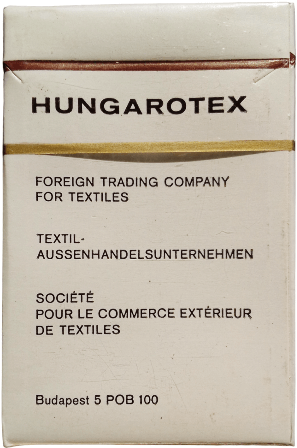 HUNGAROTEX
FOREIGN TRADING COMPANY
FOR TEXTILES
TEXTIL-
AUSSENHANDELSUNTERNEHMEN
SOCIÉTÉ
POUR LE COMMERCE EXTÉRIEUR
DE TEXTILES
Budapest 5 POB 100